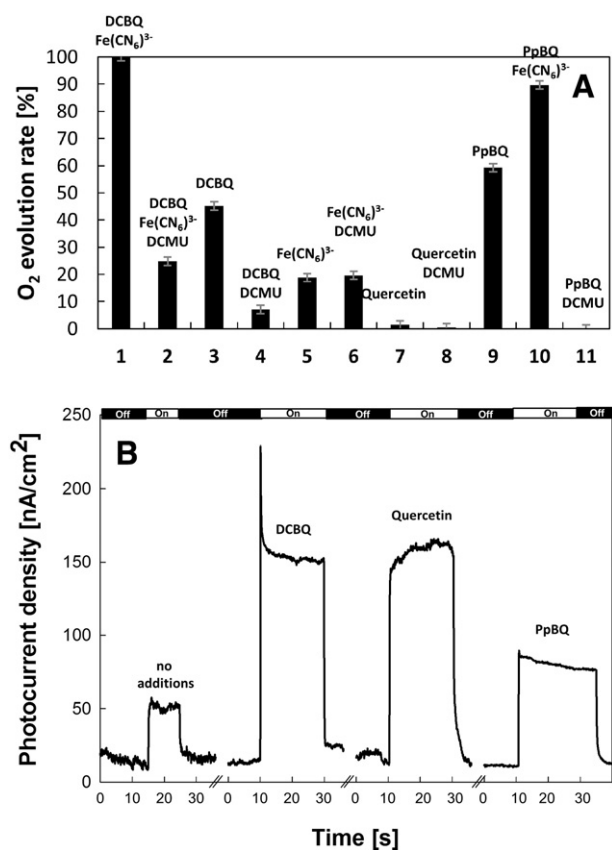 DCBQ
Fe(CN₆)³⁻
A
O₂ evolution rate [%]
100
90
80
70
60
50
40
30
20
10
0
DCBQ
Fe(CN₆)³⁻
DCMU
DCBQ
DCBQ
DCMU
Fe(CN₆)³⁻
Fe(CN₆)³⁻
DCMU
Quercetin
Quercetin
DCMU
PpBQ
PpBQ
Fe(CN₆)³⁻
PpBQ
DCMU
1 2 3 4 5 6 7 8 9 10 11
B
Photocurrent density [nA/cm²]
250
200
150
100
50
0
Off On Off On Off On Off On Off
no
additions
DCBQ
Quercetin
PpBQ
0 10 20 30 0 10 20 30 0 10 20 30 0 10 20 30
Time [s]